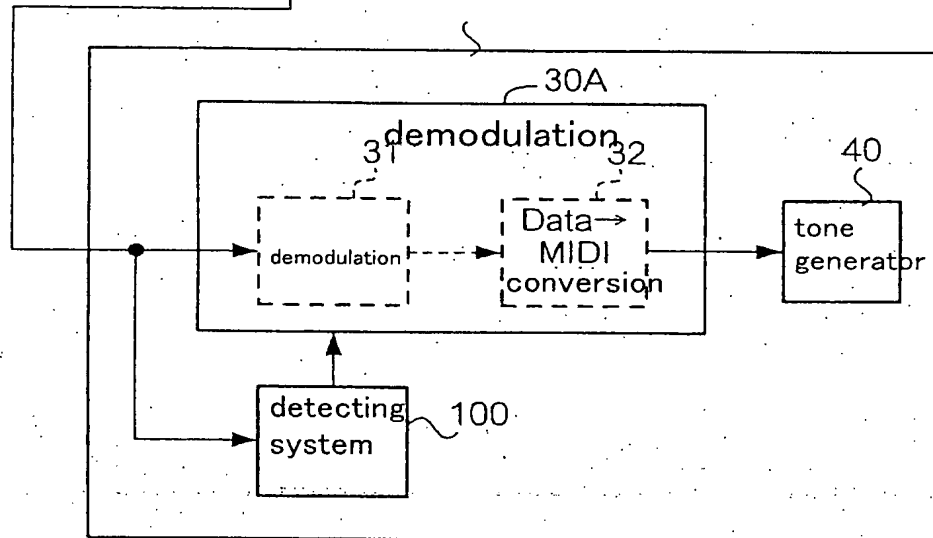 30A
demodulation
31
32
40
demodulation
Data→
MIDI
conversion
tone
generator
detecting
system
100